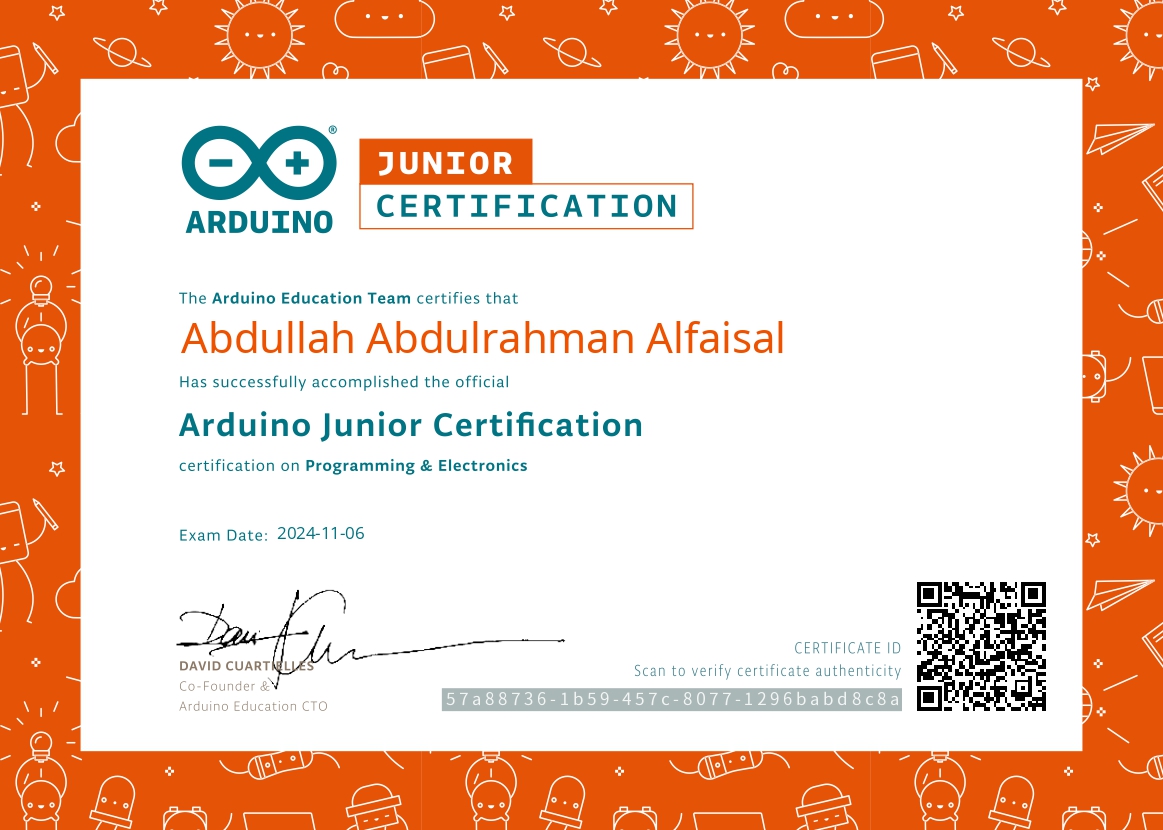 ARDUINO ®
JUNIOR
CERTIFICATION
The Arduino Education Team certifies that
Abdullah Abdulrahman Alfaisal
Has successfully accomplished the official
Arduino Junior Certification
certification on Programming & Electronics
Exam Date: 2024-11-06
DAVID CUARTIELLES
Co-Founder &
Arduino Education CTO
CERTIFICATE ID
Scan to verify certificate authenticity
57a88736-1b59-457c-8077-1296babd8c8a